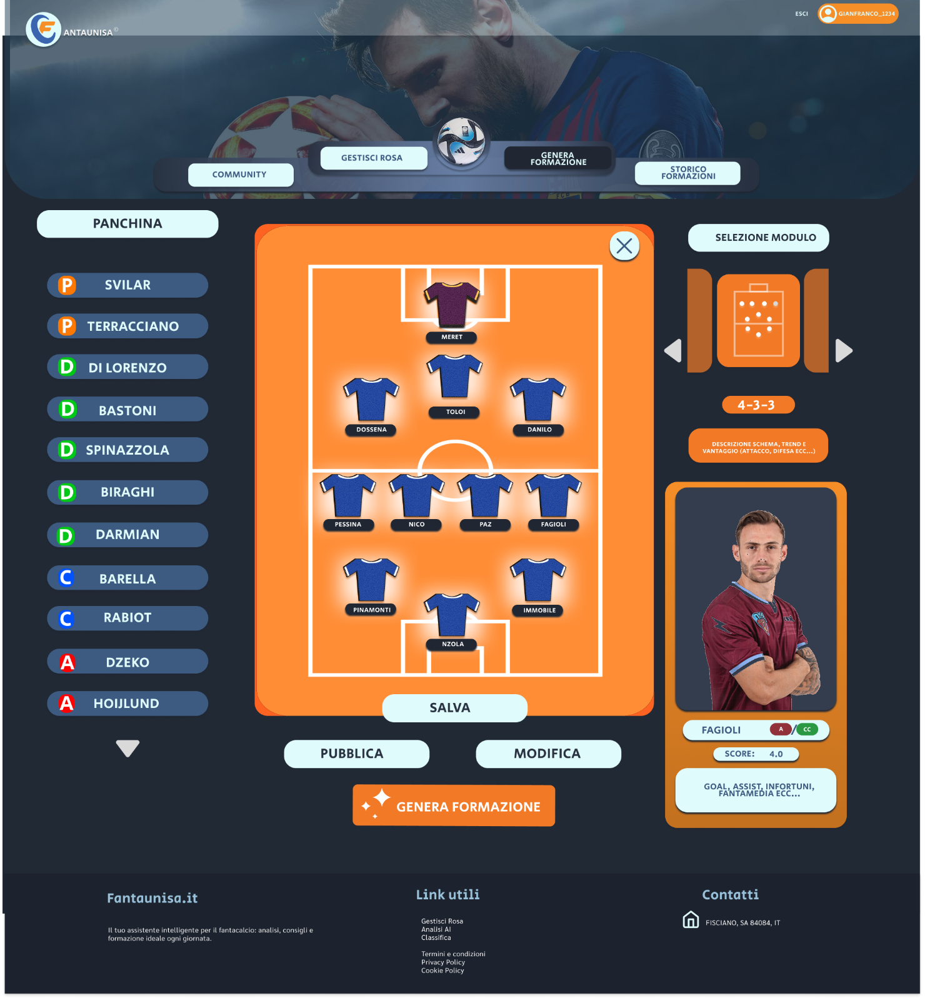 ESCI
GIANFRANCO_1234
F
ANTAUNISA©
COMMUNITY
GESTISCI ROSA
GENERA
FORMAZIONE
STORICO
FORMAZIONI
PANCHINA
P SVILAR
P TERRACCIANO
D DI LORENZO
D BASTONI
D SPINAZZOLA
D BIRAGHI
D DARMIAN
C BARELLA
C RABIOT
A DZEKO
A HOIJLUND
MERET
TOLOI
DOSSENA
DANILO
PESSINA
NICO
PAZ
FAGIOLI
PINAMONTI
IMMOBILE
NZOLA
SALVA
PUBBLICA
MODIFICA
GENERA FORMAZIONE
SELEZIONE MODULO
4-3-3
DESCRIZIONE SCHEMA, TREND E
VANTAGGIO (ATTACCO, DIFESA ECC...)
FAGIOLI A / CC
SCORE: 4.0
GOAL, ASSIST, INFORTUNI,
FANTAMEDIA ECC...
Fantaunisa.it
Il tuo assistente intelligente per il fantacalcio: analisi, consigli e
formazione ideale ogni giornata.
Link utili
Gestisci Rosa
Analisi AI
Classifica
Termini e condizioni
Privacy Policy
Cookie Policy
Contatti
FISCIANO, SA 84084, IT